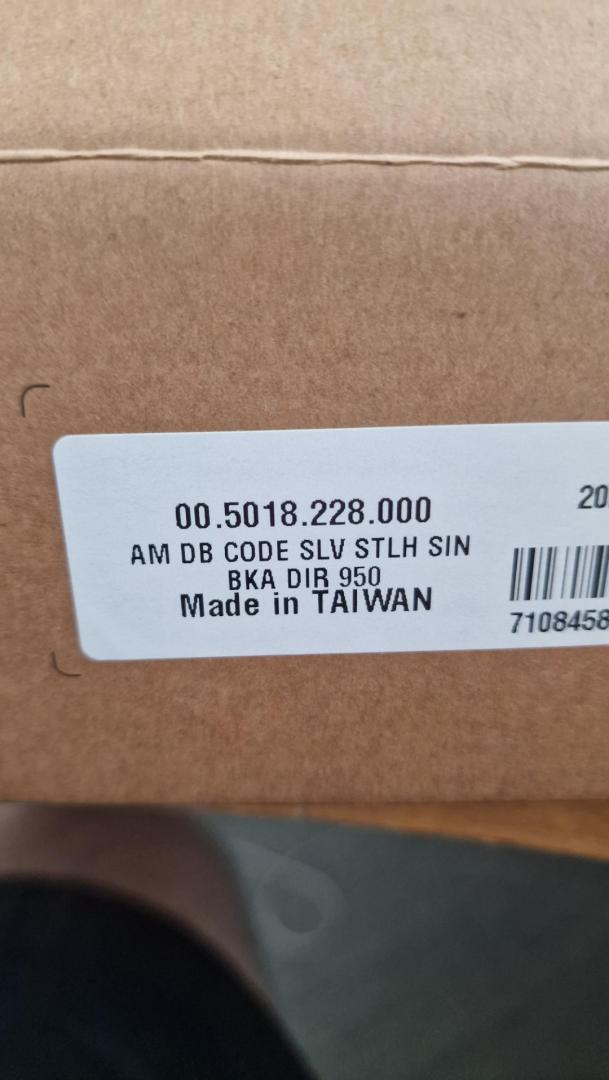 00.5018.228.000
AM DB CODE SLV STLH SIN
BKA DIR 950
Made in TAIWAN
20
7108458